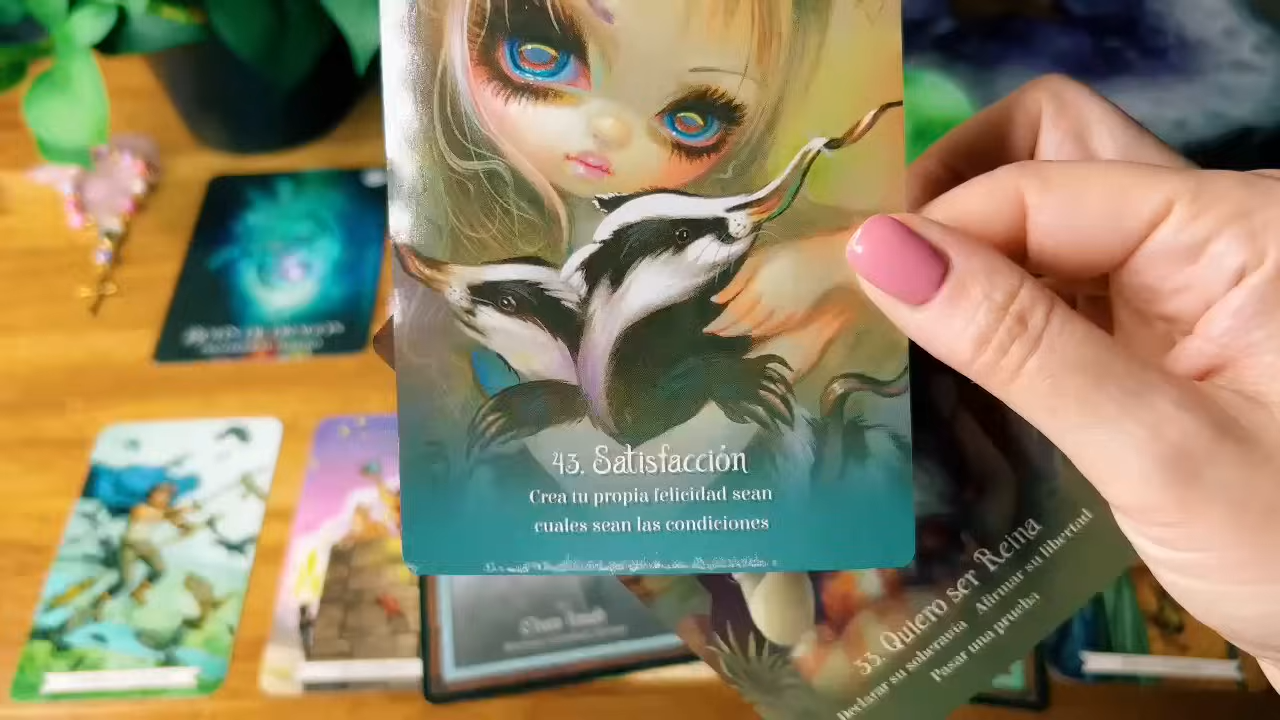 43. Satisfacción
Crea tu propia felicidad sean
cuales sean las condiciones
33. Quiero ser Reina
Declarar su soberanía Afirmar su libertad
Pasar una prueba